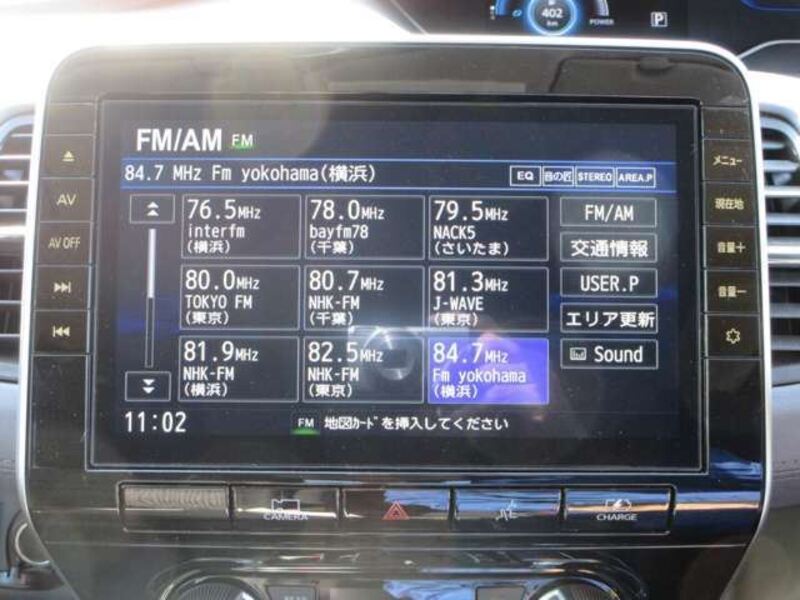 402
km
POWER
P
FM/AM FM
84.7 MHz Fm yokohama(横浜)
EQ 音の匠 STEREO AREA.P
76.5MHz
interfm
(横浜)
78.0MHz
bayfm78
(千葉)
79.5MHz
NACK5
(さいたま)
80.0MHz
TOKYO FM
(東京)
80.7MHz
NHK-FM
(千葉)
81.3MHz
J-WAVE
(東京)
81.9MHz
NHK-FM
(横浜)
82.5MHz
NHK-FM
(東京)
84.7MHz
Fm yokohama
(横浜)
FM/AM
交通情報
USER.P
エリア更新
Sound
11:02
FM 地図ｶｰﾄﾞを挿入してください
AV
AV OFF
メニュー
現在地
音量+
音量-
CAMERA
CHARGE